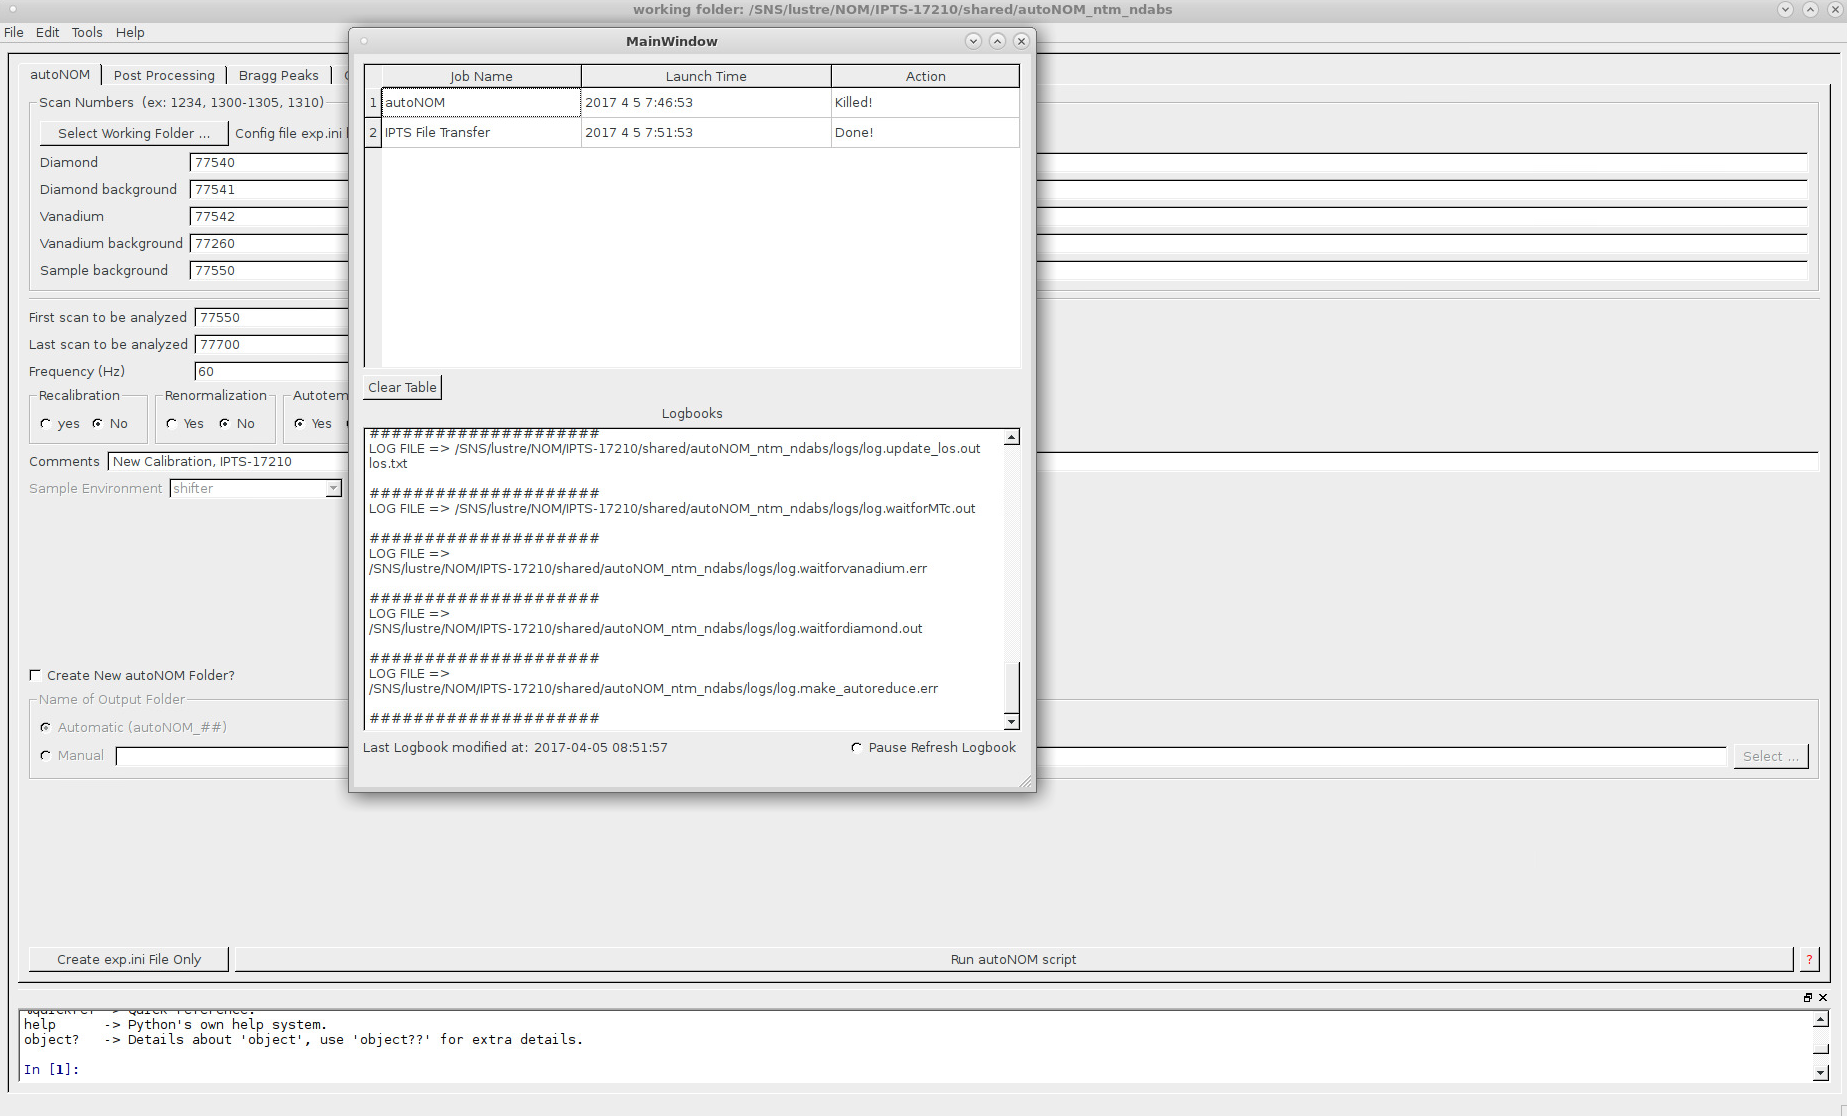 working folder: /SNS/lustre/NOM/IPTS-17210/shared/autoNOM_ntm_ndabs
File Edit Tools Help
autoNOM Post Processing Bragg Peaks
Scan Numbers (ex: 1234, 1300-1305, 1310)
Select Working Folder ... Config file exp.ini
Diamond 77540
Diamond background 77541
Vanadium 77542
Vanadium background 77260
Sample background 77550
First scan to be analyzed 77550
Last scan to be analyzed 77700
Frequency (Hz) 60
Recalibration Renormalization Autotem
yes No Yes No Yes
Comments New Calibration, IPTS-17210
Sample Environment shifter
Create New autoNOM Folder?
Name of Output Folder
Automatic (autoNOM_##)
Manual Select ...
Create exp.ini File Only Run autoNOM script ?
MainWindow
Job Name Launch Time Action
1 autoNOM 2017 4 5 7:46:53 Killed!
2 IPTS File Transfer 2017 4 5 7:51:53 Done!
Clear Table
Logbooks
#####################
LOG FILE => /SNS/lustre/NOM/IPTS-17210/shared/autoNOM_ntm_ndabs/logs/log.update_los.out
los.txt
#####################
LOG FILE => /SNS/lustre/NOM/IPTS-17210/shared/autoNOM_ntm_ndabs/logs/log.waitforMTc.out
#####################
LOG FILE =>
/SNS/lustre/NOM/IPTS-17210/shared/autoNOM_ntm_ndabs/logs/log.waitforvanadium.err
#####################
LOG FILE =>
/SNS/lustre/NOM/IPTS-17210/shared/autoNOM_ntm_ndabs/logs/log.waitfordiamond.out
#####################
LOG FILE =>
/SNS/lustre/NOM/IPTS-17210/shared/autoNOM_ntm_ndabs/logs/log.make_autoreduce.err
#####################
Last Logbook modified at: 2017-04-05 08:51:57 Pause Refresh Logbook
%quickref -> Quick reference.
help -> Python's own help system.
object? -> Details about 'object', use 'object??' for extra details.
In [1]: